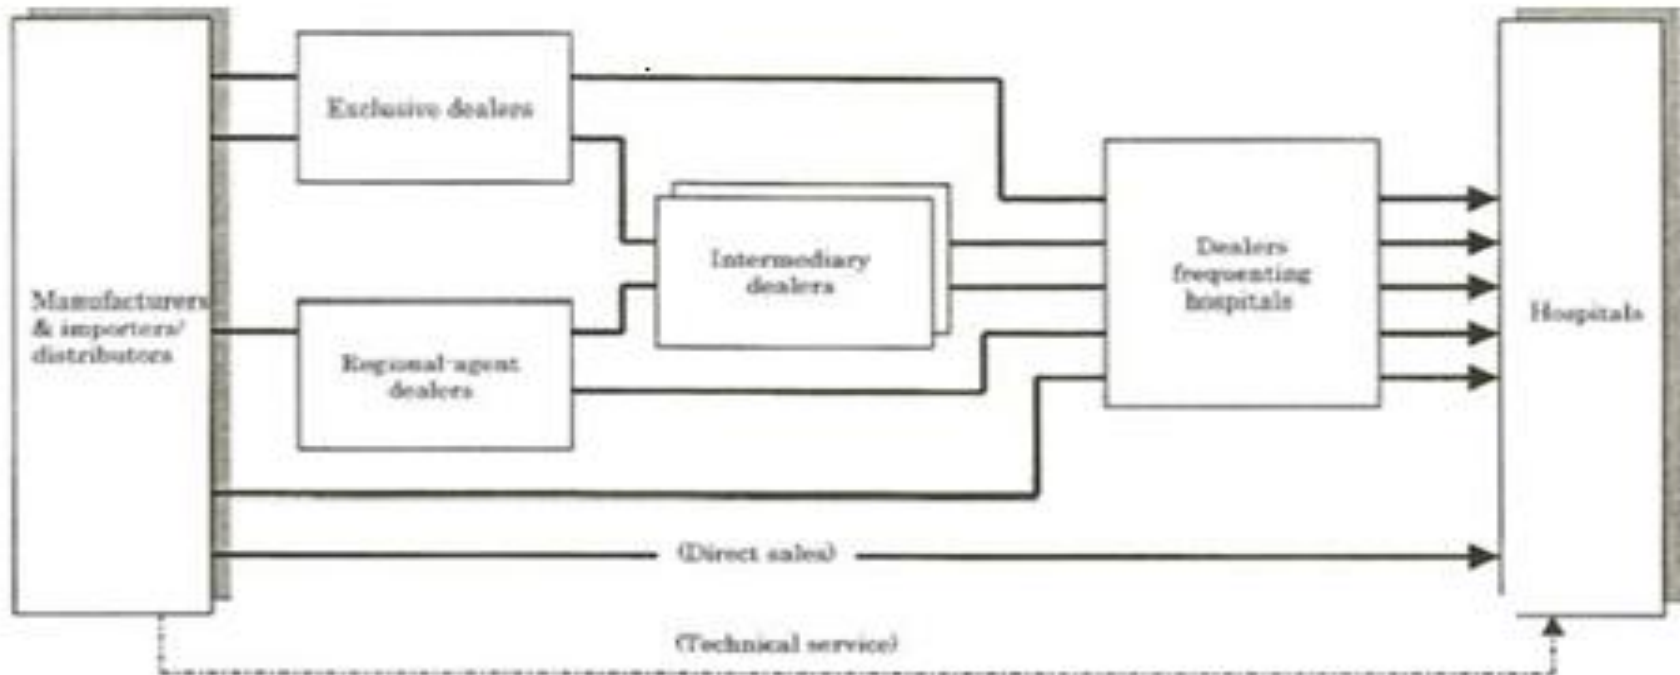 Exclusive dealers
Intermediary
dealers
Dealers
frequenting
hospitals
Manufacturers
& importers/
distributors
Hospitals
Regional-agent
dealers
(Direct sales)
(Technical service)